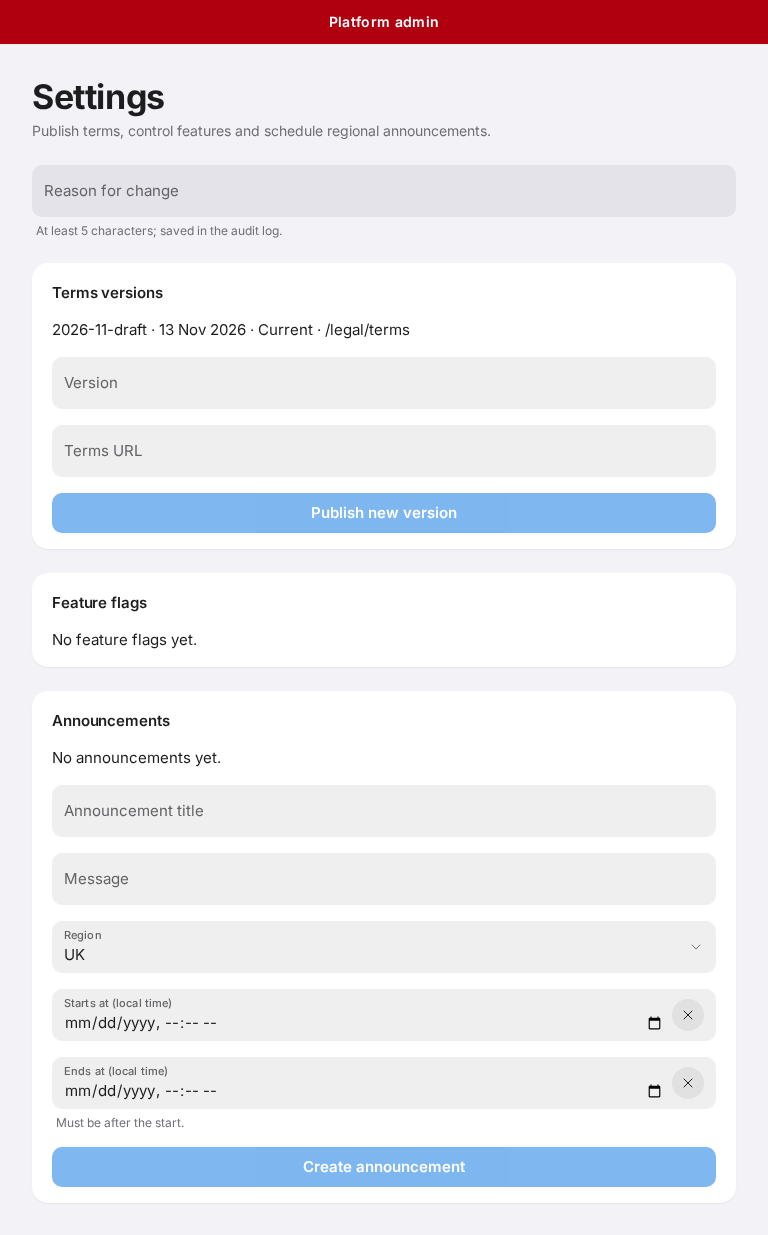 Platform admin
Settings
Publish terms, control features and schedule regional announcements.
Reason for change
At least 5 characters; saved in the audit log.
Terms versions
2026-11-draft · 13 Nov 2026 · Current · /legal/terms
Version
Terms URL
Publish new version
Feature flags
No feature flags yet.
Announcements
No announcements yet.
Announcement title
Message
Region
UK
Starts at (local time)
mm/dd/yyyy, --:-- --
Ends at (local time)
mm/dd/yyyy, --:-- --
Must be after the start.
Create announcement